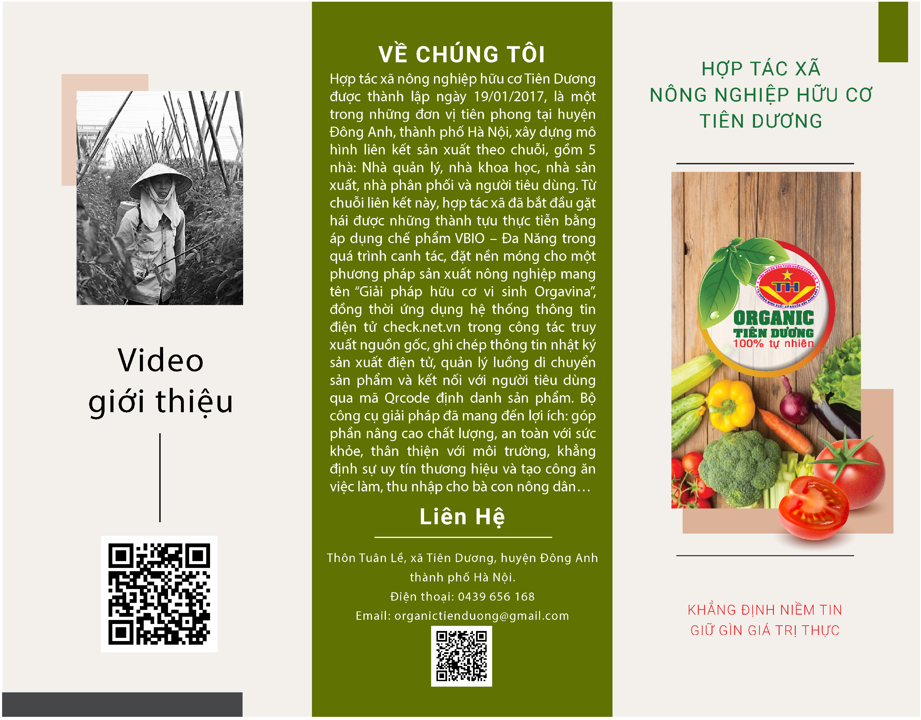 Video
giới thiệu
VỀ CHÚNG TÔI
Hợp tác xã nông nghiệp hữu cơ Tiên Dương
được thành lập ngày 19/01/2017, là một
trong những đơn vị tiên phong tại huyện
Đông Anh, thành phố Hà Nội, xây dựng mô
hình liên kết sản xuất theo chuỗi, gồm 5
nhà: Nhà quản lý, nhà khoa học, nhà sản
xuất, nhà phân phối và người tiêu dùng. Từ
chuỗi liên kết này, hợp tác xã đã bắt đầu gặt
hái được những thành tựu thực tiễn bằng
áp dụng chế phẩm VBIO – Đa Năng trong
quá trình canh tác, đặt nền móng cho một
phương pháp sản xuất nông nghiệp mang
tên “Giải pháp hữu cơ vi sinh Orgavina”,
đồng thời ứng dụng hệ thống thông tin
điện tử check.net.vn trong công tác truy
xuất nguồn gốc, ghi chép thông tin nhật ký
sản xuất điện tử, quản lý luồng di chuyển
sản phẩm và kết nối với người tiêu dùng
qua mã Qrcode định danh sản phẩm. Bộ
công cụ giải pháp đã mang đến lợi ích: góp
phần nâng cao chất lượng, an toàn với sức
khỏe, thân thiện với môi trường, khẳng
định sự uy tín thương hiệu và tạo công ăn
việc làm, thu nhập cho bà con nông dân…
Liên Hệ
Thôn Tuân Lề, xã Tiên Dương, huyện Đông Anh
thành phố Hà Nội.
Điện thoại: 0439 656 168
Email: organictienduong@gmail.com
HỢP TÁC XÃ
NÔNG NGHIỆP HỮU CƠ
TIÊN DƯƠNG
TH
ORGANIC
TIÊN DƯƠNG
100% tự nhiên
KHẲNG ĐỊNH NIỀM TIN
GIỮ GÌN GIÁ TRỊ THỰC